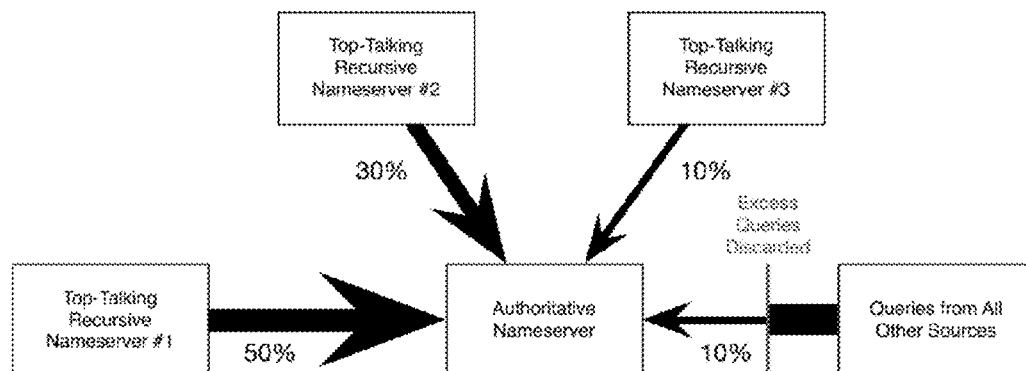 Top-Talking
Recursive
Nameserver #2
Top-Talking
Recursive
Nameserver #3
30%
10%
Excess
Queries
Discarded
Top-Talking
Recursive
Nameserver #1
Authoritative
Nameserver
Queries from All
Other Sources
50%
10%